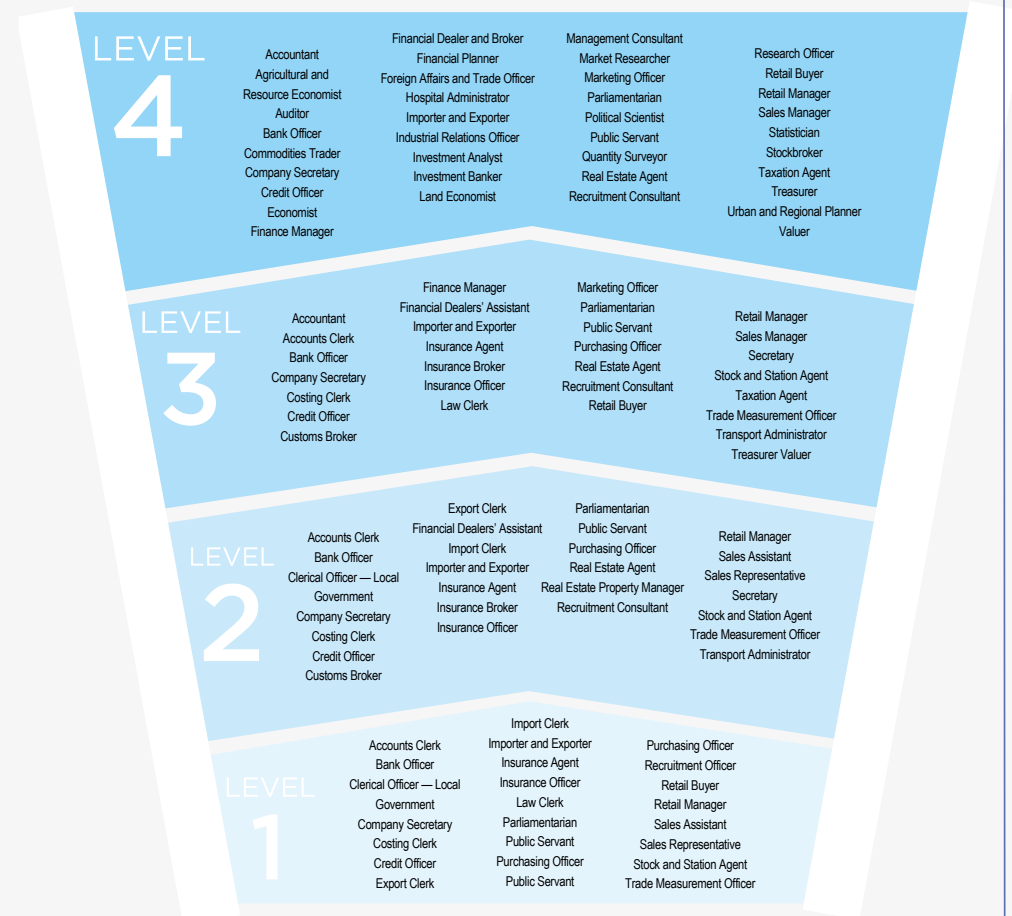 LEVEL
4
Accountant
Agricultural and
Resource Economist
Auditor
Bank Officer
Commodities Trader
Company Secretary
Credit Officer
Economist
Finance Manager
Financial Dealer and Broker
Financial Planner
Foreign Affairs and Trade Officer
Hospital Administrator
Importer and Exporter
Industrial Relations Officer
Investment Analyst
Investment Banker
Land Economist
Management Consultant
Market Researcher
Marketing Officer
Parliamentarian
Political Scientist
Public Servant
Quantity Surveyor
Real Estate Agent
Recruitment Consultant
Research Officer
Retail Buyer
Retail Manager
Sales Manager
Statistician
Stockbroker
Taxation Agent
Treasurer
Urban and Regional Planner
Valuer
LEVEL
3
Accountant
Accounts Clerk
Bank Officer
Company Secretary
Costing Clerk
Credit Officer
Customs Broker
Finance Manager
Financial Dealers' Assistant
Importer and Exporter
Insurance Agent
Insurance Broker
Insurance Officer
Law Clerk
Marketing Officer
Parliamentarian
Public Servant
Purchasing Officer
Real Estate Agent
Recruitment Consultant
Retail Buyer
Retail Manager
Sales Manager
Secretary
Stock and Station Agent
Taxation Agent
Trade Measurement Officer
Transport Administrator
Treasurer Valuer
LEVEL
2
Accounts Clerk
Bank Officer
Clerical Officer — Local
Government
Company Secretary
Costing Clerk
Credit Officer
Customs Broker
Export Clerk
Financial Dealers' Assistant
Import Clerk
Importer and Exporter
Insurance Agent
Insurance Broker
Insurance Officer
Parliamentarian
Public Servant
Purchasing Officer
Real Estate Agent
Real Estate Property Manager
Recruitment Consultant
Retail Manager
Sales Assistant
Sales Representative
Secretary
Stock and Station Agent
Trade Measurement Officer
Transport Administrator
LEVEL
1
Accounts Clerk
Bank Officer
Clerical Officer — Local
Government
Company Secretary
Costing Clerk
Credit Officer
Export Clerk
Import Clerk
Importer and Exporter
Insurance Agent
Insurance Officer
Law Clerk
Parliamentarian
Public Servant
Purchasing Officer
Public Servant
Purchasing Officer
Recruitment Officer
Retail Buyer
Retail Manager
Sales Assistant
Sales Representative
Stock and Station Agent
Trade Measurement Officer